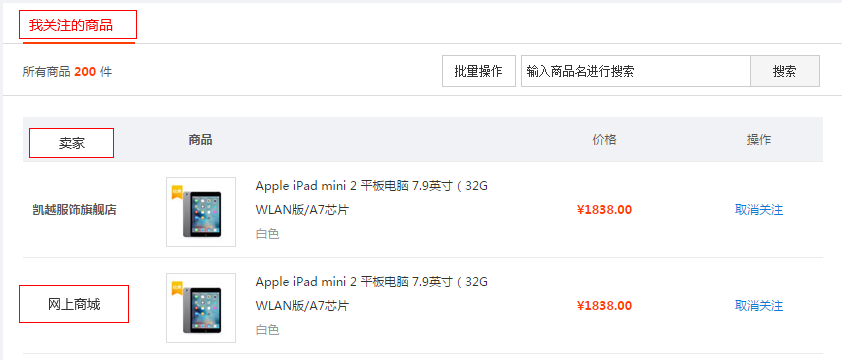 我关注的商品
所有商品 200 件
批量操作
输入商品名进行搜索
搜索
卖家 商品 价格 操作
凯越服饰旗舰店
Apple iPad mini 2 平板电脑 7.9英寸（32G
WLAN版/A7芯片
白色
¥1838.00
取消关注
网上商城
Apple iPad mini 2 平板电脑 7.9英寸（32G
WLAN版/A7芯片
白色
¥1838.00
取消关注